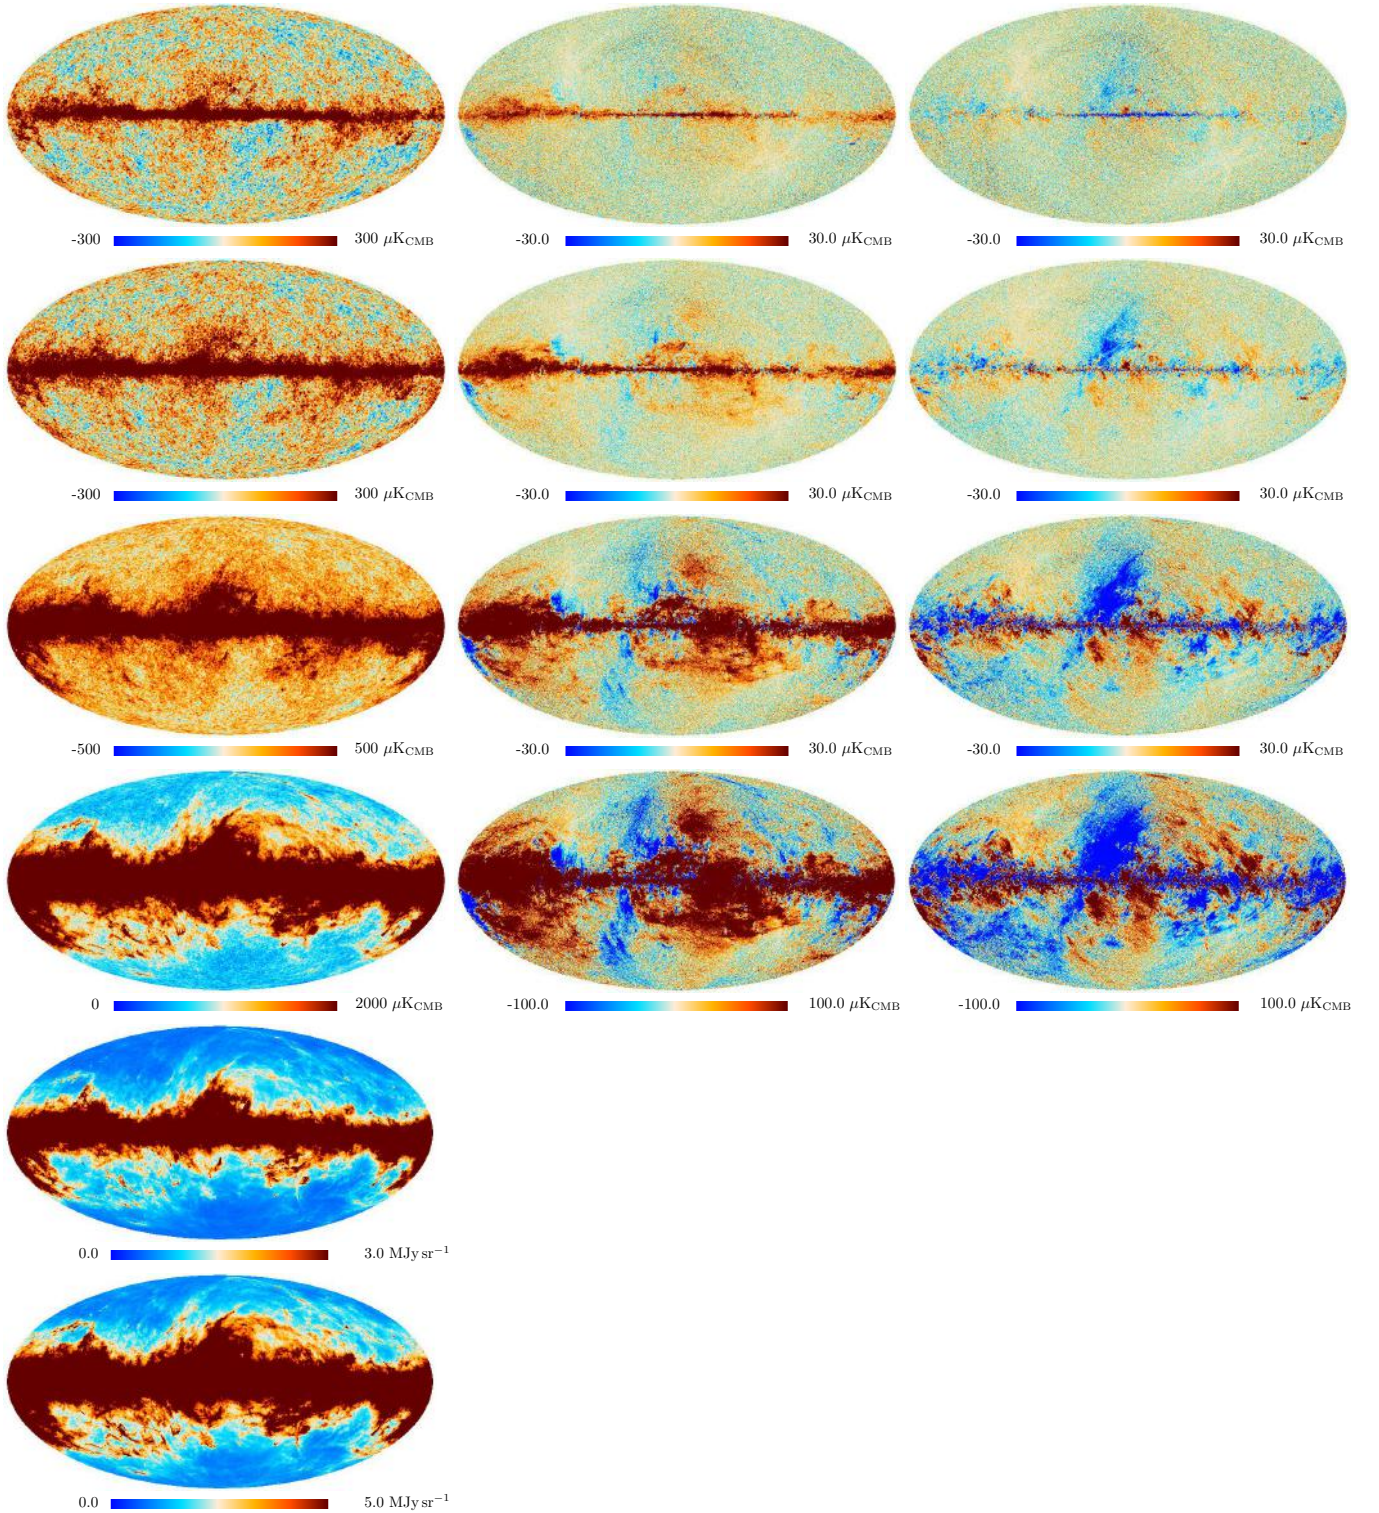 -300 300 μK_CMB -30.0 30.0 μK_CMB -30.0 30.0 μK_CMB
-300 300 μK_CMB -30.0 30.0 μK_CMB -30.0 30.0 μK_CMB
-500 500 μK_CMB -30.0 30.0 μK_CMB -30.0 30.0 μK_CMB
0 2000 μK_CMB -100.0 100.0 μK_CMB -100.0 100.0 μK_CMB
0.0 3.0 MJy sr⁻¹
0.0 5.0 MJy sr⁻¹